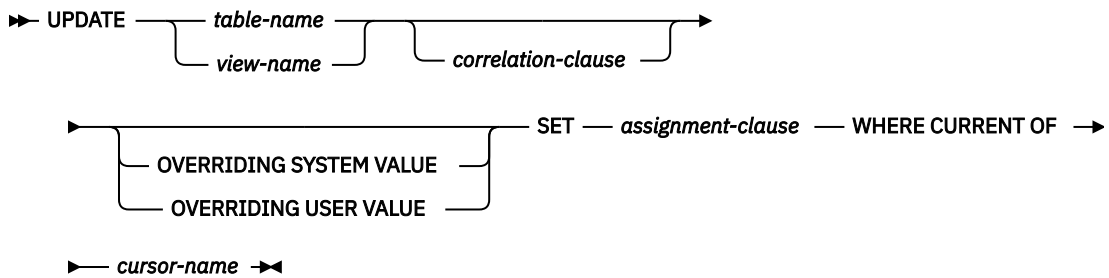 UPDATE table-name
view-name correlation-clause
SET assignment-clause WHERE CURRENT OF
OVERRIDING SYSTEM VALUE
OVERRIDING USER VALUE
cursor-name